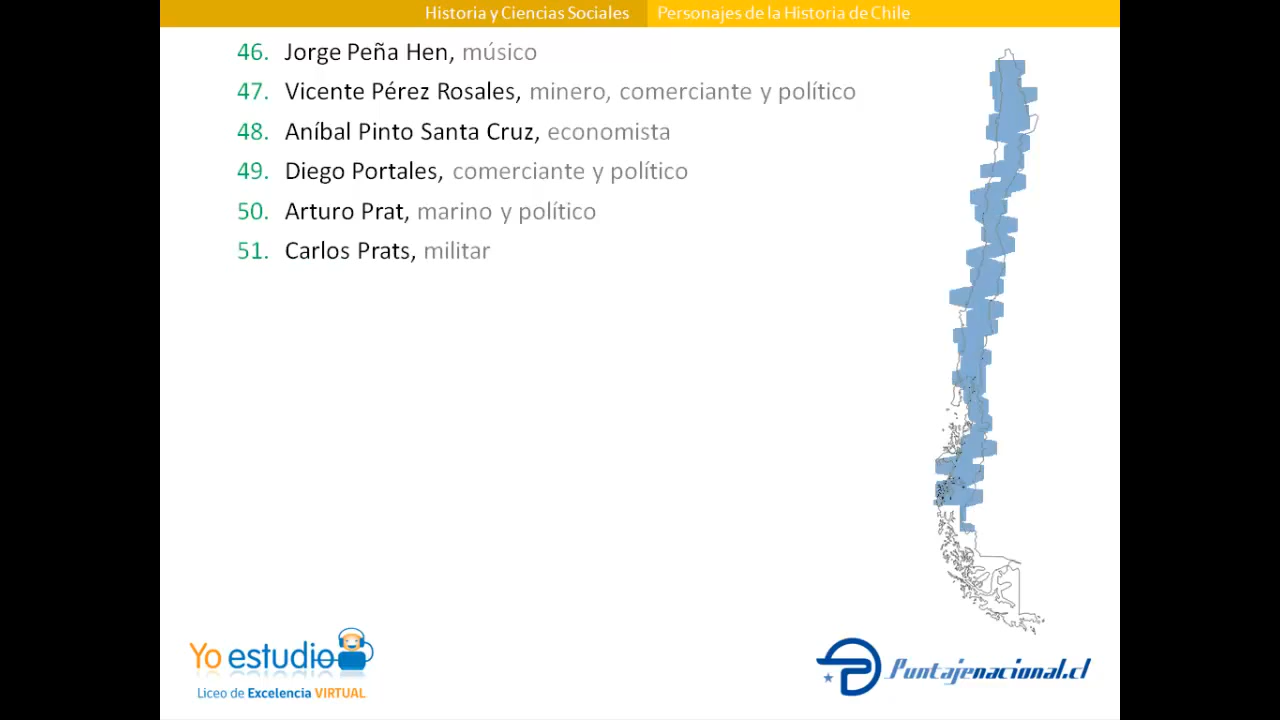 Historia y Ciencias Sociales Personajes de la Historia de Chile
46. Jorge Peña Hen, músico
47. Vicente Pérez Rosales, minero, comerciante y político
48. Aníbal Pinto Santa Cruz, economista
49. Diego Portales, comerciante y político
50. Arturo Prat, marino y político
51. Carlos Prats, militar
Yo estudio
Liceo de Excelencia VIRTUAL
Puntajenacional.cl